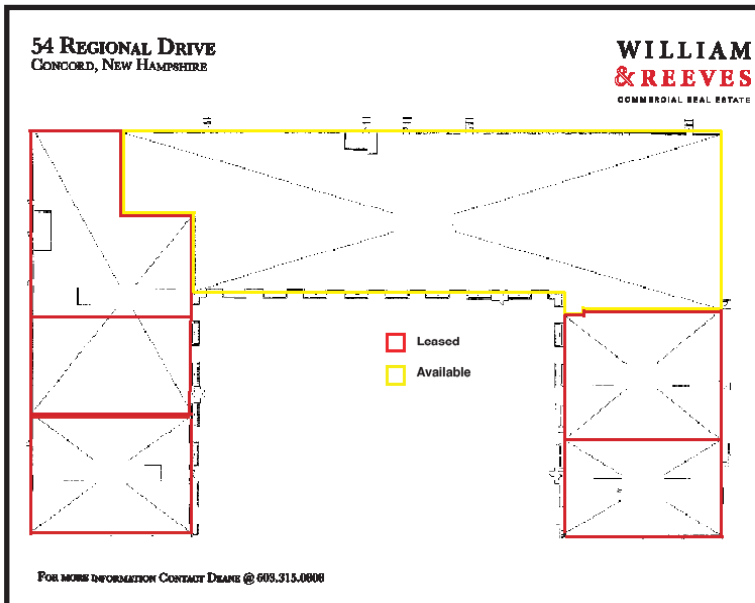 54 REGIONAL DRIVE
CONCORD, NEW HAMPSHIRE
WILLIAM
& REEVES
COMMERCIAL REAL ESTATE
Leased
Available
FOR MORE INFORMATION CONTACT DEANE @ 603.315.0808